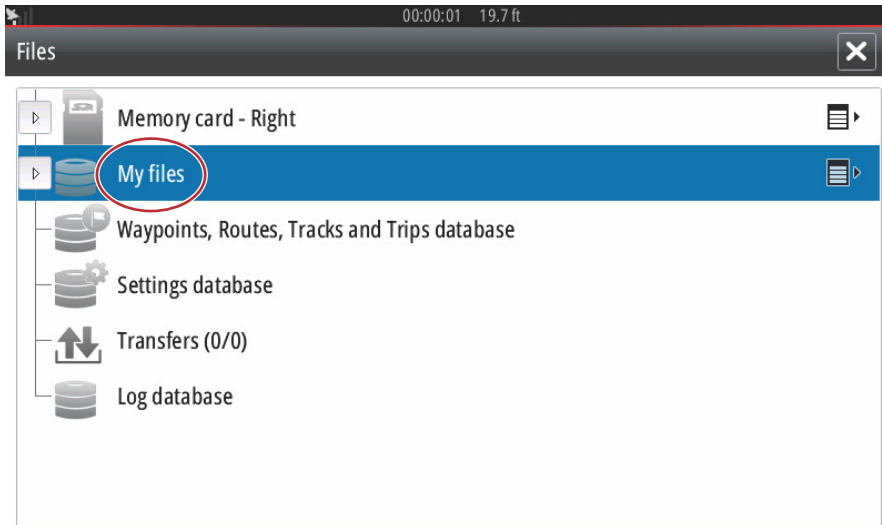 00:00:01 19.7 ft
Files
Memory card - Right
My files
Waypoints, Routes, Tracks and Trips database
Settings database
Transfers (0/0)
Log database